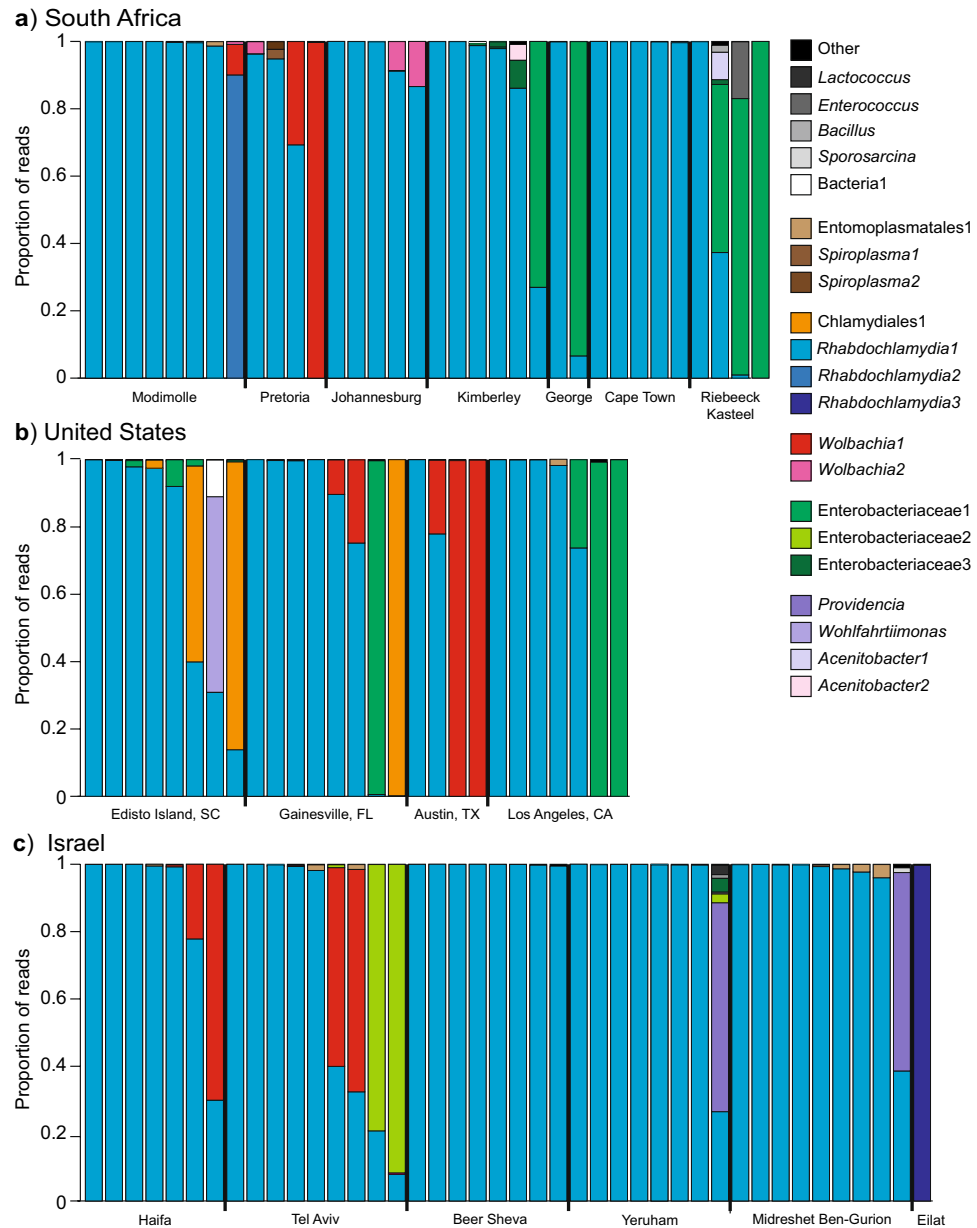 a) South Africa
Proportion of reads
1
0.8
0.6
0.4
0.2
0
Modimolle
Pretoria
Johannesburg
Kimberley
George
Cape Town
Riebeeck
Kasteel
Other
Lactococcus
Enterococcus
Bacillus
Sporosarcina
Bacteria1
Entomoplasmatales1
Spiroplasma1
Spiroplasma2
Chlamydiales1
Rhabdochlamydia1
Rhabdochlamydia2
Rhabdochlamydia3
Wolbachia1
Wolbachia2
Enterobacteriaceae1
Enterobacteriaceae2
Enterobacteriaceae3
Providencia
Wohlfahrtiimonas
Acenitobacter1
Acenitobacter2
b) United States
Proportion of reads
1
0.8
0.6
0.4
0.2
0
Edisto Island, SC
Gainesville, FL
Austin, TX
Los Angeles, CA
c) Israel
Proportion of reads
1
0.8
0.6
0.4
0.2
0
Haifa
Tel Aviv
Beer Sheva
Yeruham
Midreshet Ben-Gurion
Eilat